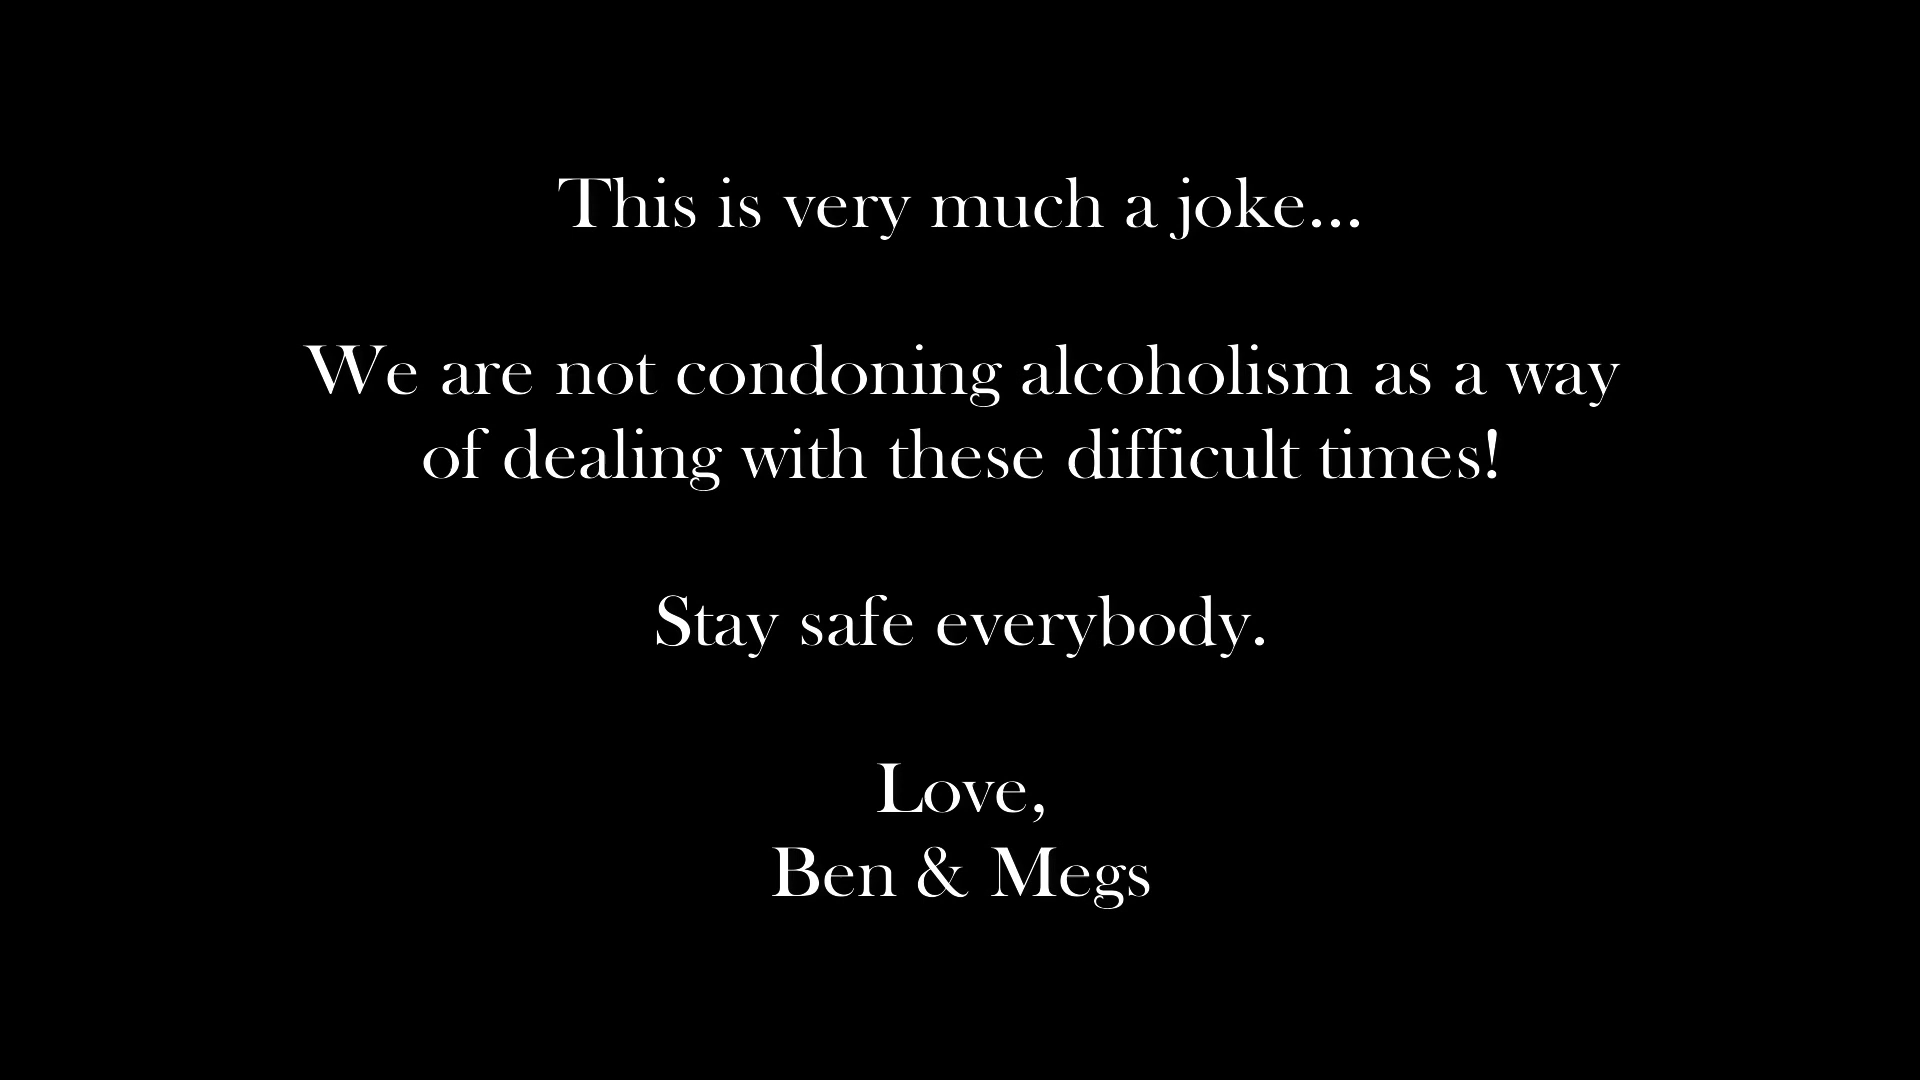 This is very much a joke...
We are not condoning alcoholism as a way
of dealing with these difficult times!
Stay safe everybody.
Love,
Ben & Megs